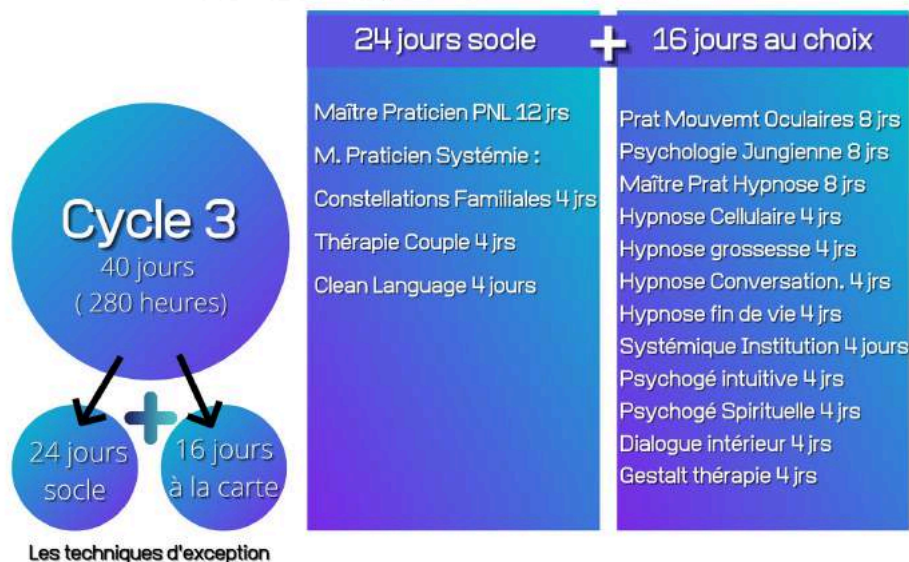 Cycle 3
40 jours
( 280 heures)
24 jours
socle
+
16 jours
à la carte
Les techniques d'exception
24 jours socle
+
16 jours au choix
Maître Praticien PNL 12 jrs
M. Praticien Systémie :
Constellations Familiales 4 jrs
Thérapie Couple 4 jrs
Clean Language 4 jours
Prat Mouvemt Oculaires 8 jrs
Psychologie Jungienne 8 jrs
Maître Prat Hypnose 8 jrs
Hypnose Cellulaire 4 jrs
Hypnose grossesse 4 jrs
Hypnose Conversation. 4 jrs
Hypnose fin de vie 4 jrs
Systémique Institution 4 jours
Psychogé intuitive 4 jrs
Psychogé Spirituelle 4 jrs
Dialogue intérieur 4 jrs
Gestalt thérapie 4 jrs